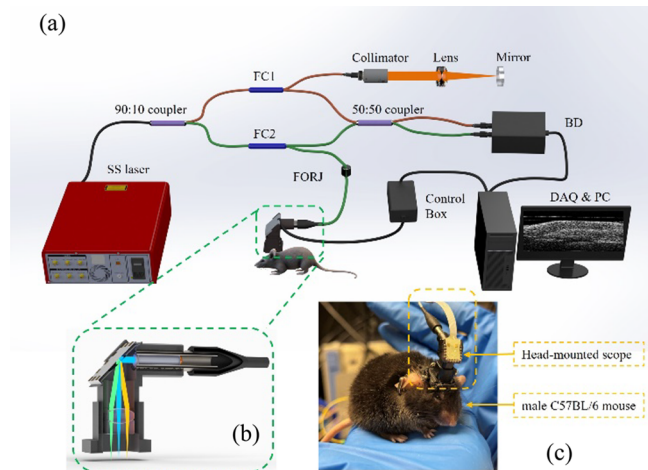 (a)
Collimator Lens Mirror
FC1
90:10 coupler 50:50 coupler
BD
FC2
SS laser
FORJ
Control
Box
DAQ & PC
Head-mounted scope
male C57BL/6 mouse
(b)
(c)